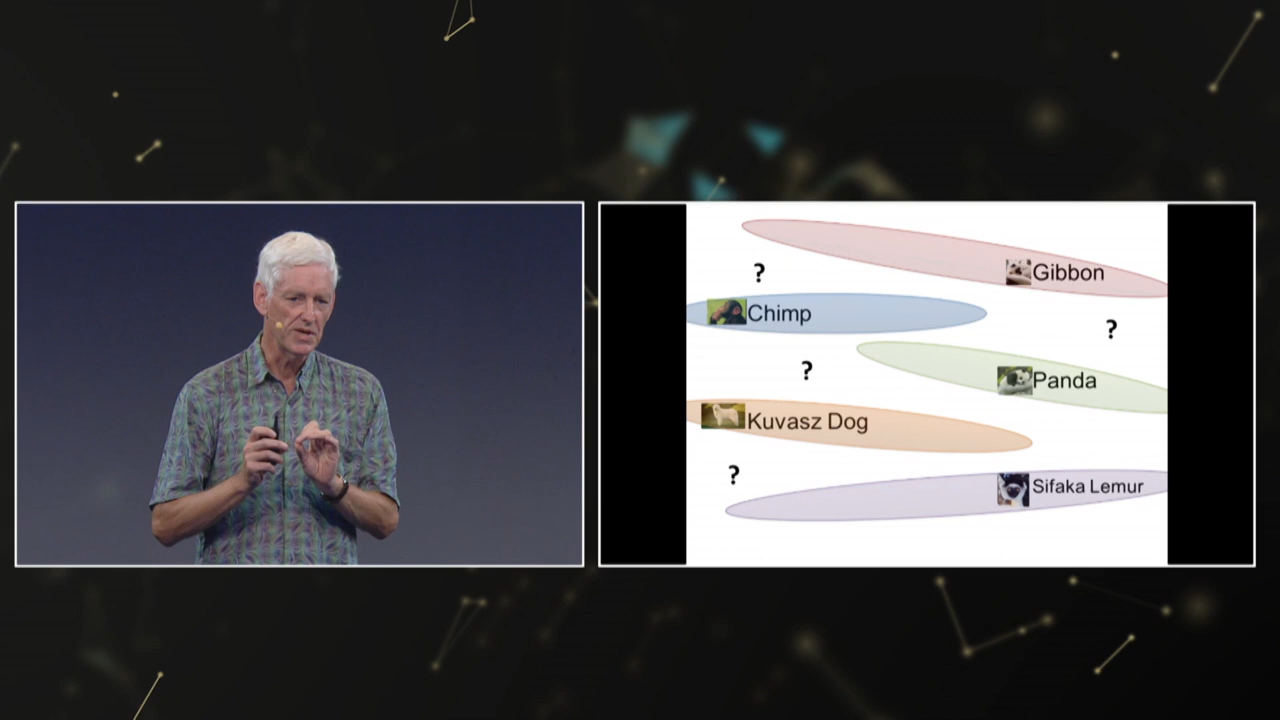 Gibbon
?
Chimp
?
?
Panda
Kuvasz Dog
?
Sifaka Lemur